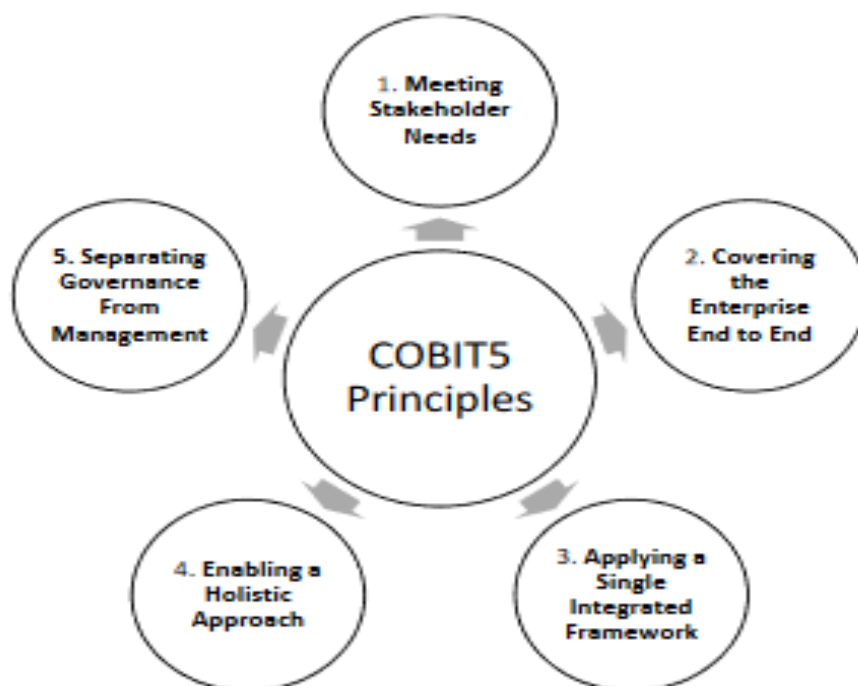 1. Meeting
Stakeholder
Needs
5. Separating
Governance
From
Management
2. Covering
the
Enterprise
End to End
COBIT5
Principles
4. Enabling a
Holistic
Approach
3. Applying a
Single
Integrated
Framework